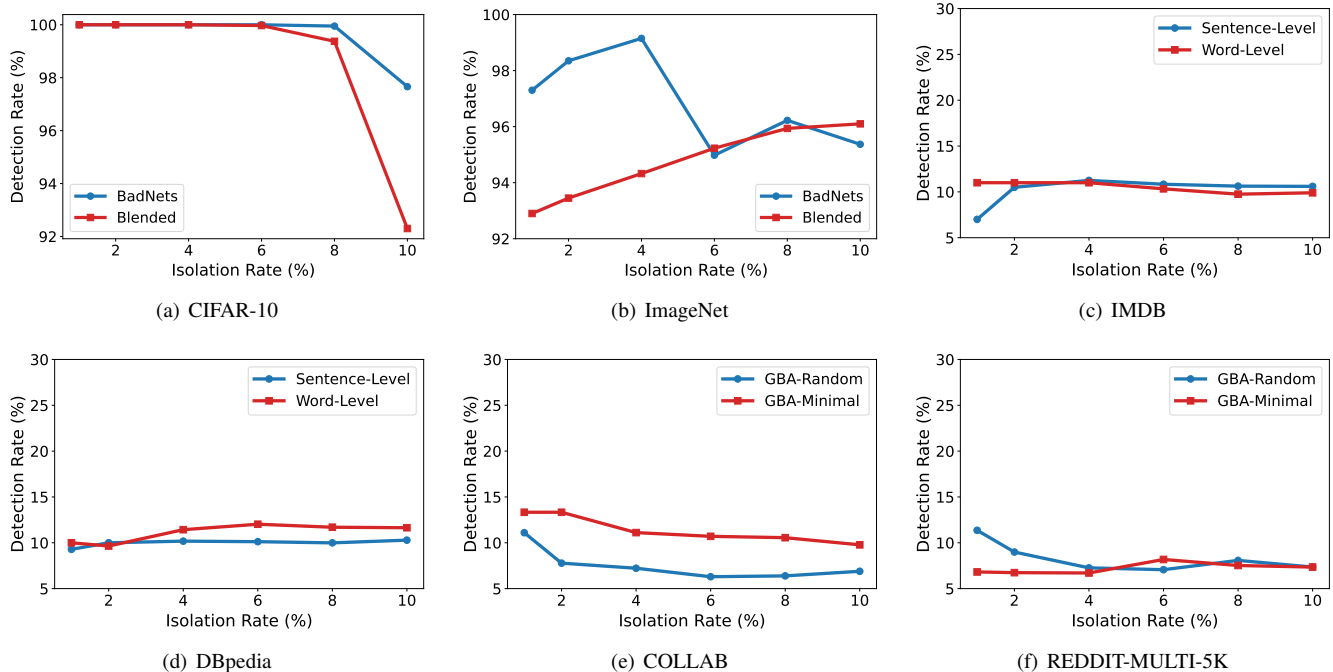 100
98
96
94
92
Detection Rate (%)
BadNets
Blended
2 4 6 8 10
Isolation Rate (%)
(a) CIFAR-10
100
98
96
94
92
Detection Rate (%)
BadNets
Blended
2 4 6 8 10
Isolation Rate (%)
(b) ImageNet
30
25
20
15
10
5
Detection Rate (%)
Sentence-Level
Word-Level
2 4 6 8 10
Isolation Rate (%)
(c) IMDB
30
25
20
15
10
5
Detection Rate (%)
Sentence-Level
Word-Level
2 4 6 8 10
Isolation Rate (%)
(d) DBpedia
30
25
20
15
10
5
Detection Rate (%)
GBA-Random
GBA-Minimal
2 4 6 8 10
Isolation Rate (%)
(e) COLLAB
30
25
20
15
10
5
Detection Rate (%)
GBA-Random
GBA-Minimal
2 4 6 8 10
Isolation Rate (%)
(f) REDDIT-MULTI-5K